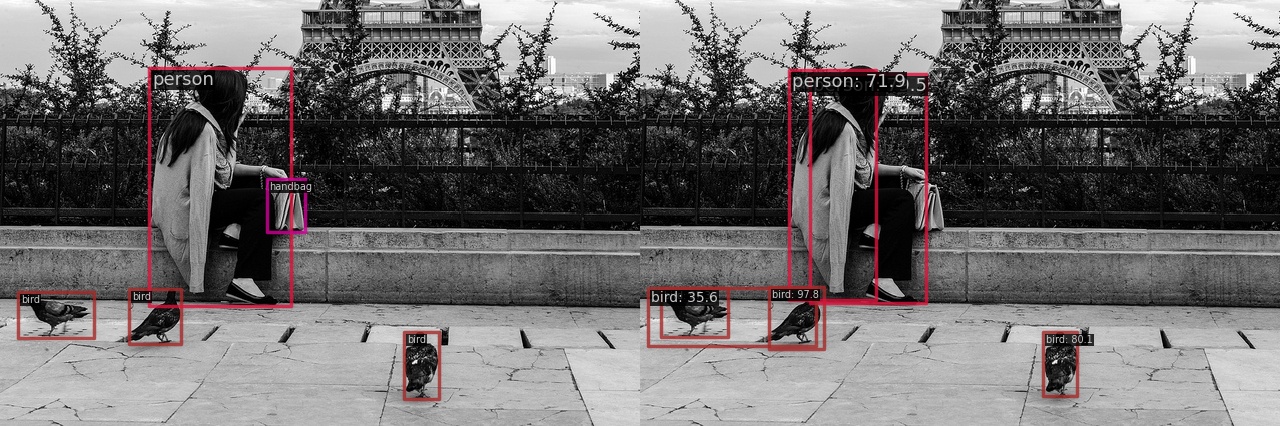 person
handbag
bird
bird
bird
person: 71.9
.5
bird: 35.6
bird: 97.8
bird: 80.1